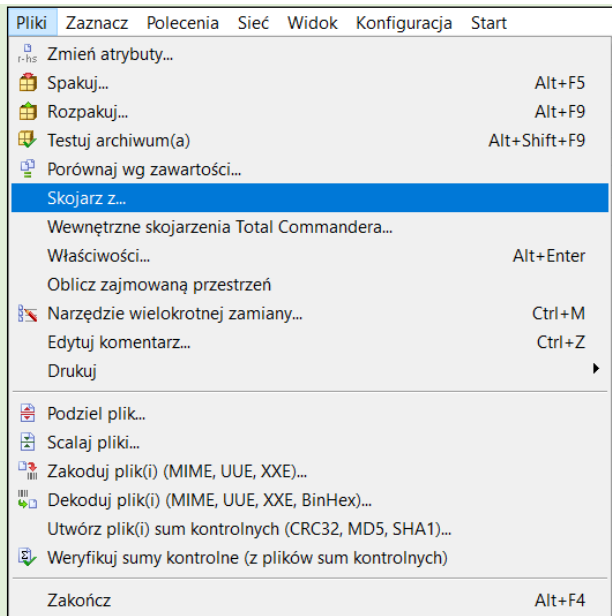 Pliki Zaznacz Polecenia Sieć Widok Konfiguracja Start
r-hs Zmień atrybuty...
Spakuj... Alt+F5
Rozpakuj... Alt+F9
Testuj archiwum(a) Alt+Shift+F9
Porównaj wg zawartości...
Skojarz z...
Wewnętrzne skojarzenia Total Commandera...
Właściwości... Alt+Enter
Oblicz zajmowaną przestrzeń
Narzędzie wielokrotnej zamiany... Ctrl+M
Edytuj komentarz... Ctrl+Z
Drukuj
Podziel plik...
Scalaj pliki...
Zakoduj plik(i) (MIME, UUE, XXE)...
Dekoduj plik(i) (MIME, UUE, XXE, BinHex)...
Utwórz plik(i) sum kontrolnych (CRC32, MD5, SHA1)...
Weryfikuj sumy kontrolne (z plików sum kontrolnych)
Zakończ Alt+F4